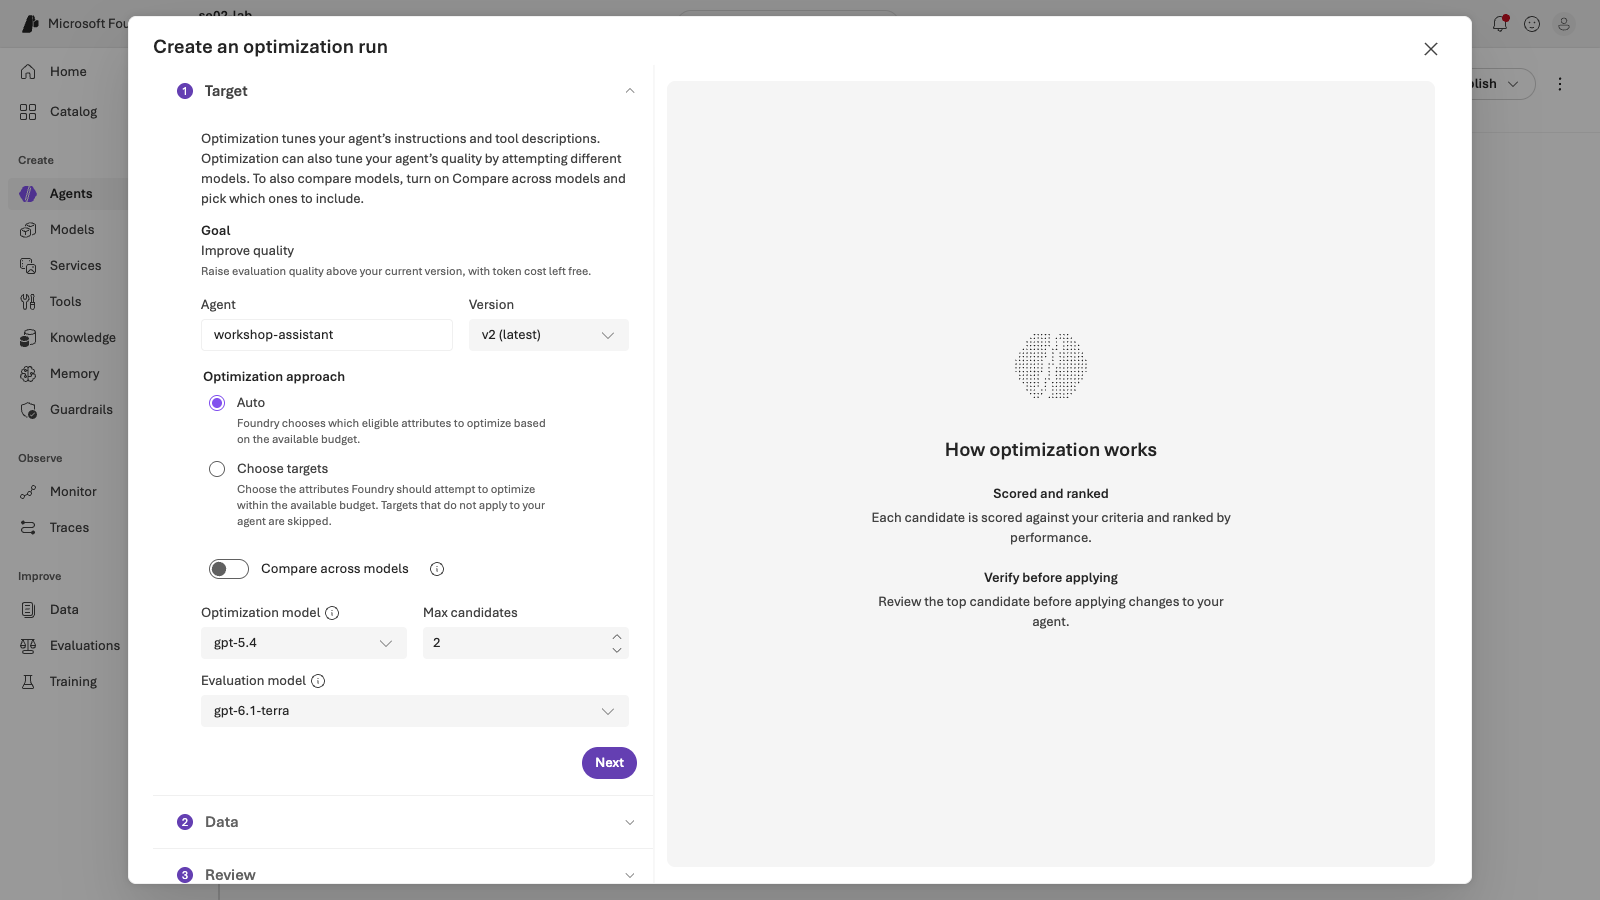 Microsoft Fou
Create an optimization run
lish
Home
Catalog
Create
Agents
Models
Services
Tools
Knowledge
Memory
Guardrails
Observe
Monitor
Traces
Improve
Data
Evaluations
Training
1 Target
Optimization tunes your agent’s instructions and tool descriptions.
Optimization can also tune your agent’s quality by attempting different
models. To also compare models, turn on Compare across models and
pick which ones to include.
Goal
Improve quality
Raise evaluation quality above your current version, with token cost left free.
Agent Version
workshop-assistant v2 (latest)
Optimization approach
Auto
Foundry chooses which eligible attributes to optimize based
on the available budget.
Choose targets
Choose the attributes Foundry should attempt to optimize
within the available budget. Targets that do not apply to your
agent are skipped.
Compare across models
Optimization model Max candidates
gpt-5.4 2
Evaluation model
gpt-6.1-terra
Next
2 Data
3 Review
How optimization works
Scored and ranked
Each candidate is scored against your criteria and ranked by
performance.
Verify before applying
Review the top candidate before applying changes to your
agent.